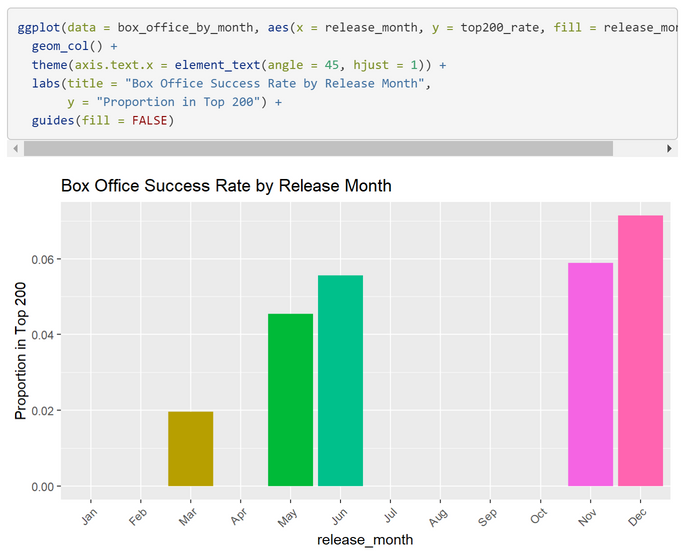 ggplot(data = box_office_by_month, aes(x = release_month, y = top200_rate, fill = release_mon
  geom_col() +
  theme(axis.text.x = element_text(angle = 45, hjust = 1)) +
  labs(title = "Box Office Success Rate by Release Month",
       y = "Proportion in Top 200") +
  guides(fill = FALSE)
Box Office Success Rate by Release Month
Proportion in Top 200
0.06
0.04
0.02
0.00
Jan Feb Mar Apr May Jun Jul Aug Sep Oct Nov Dec
release_month